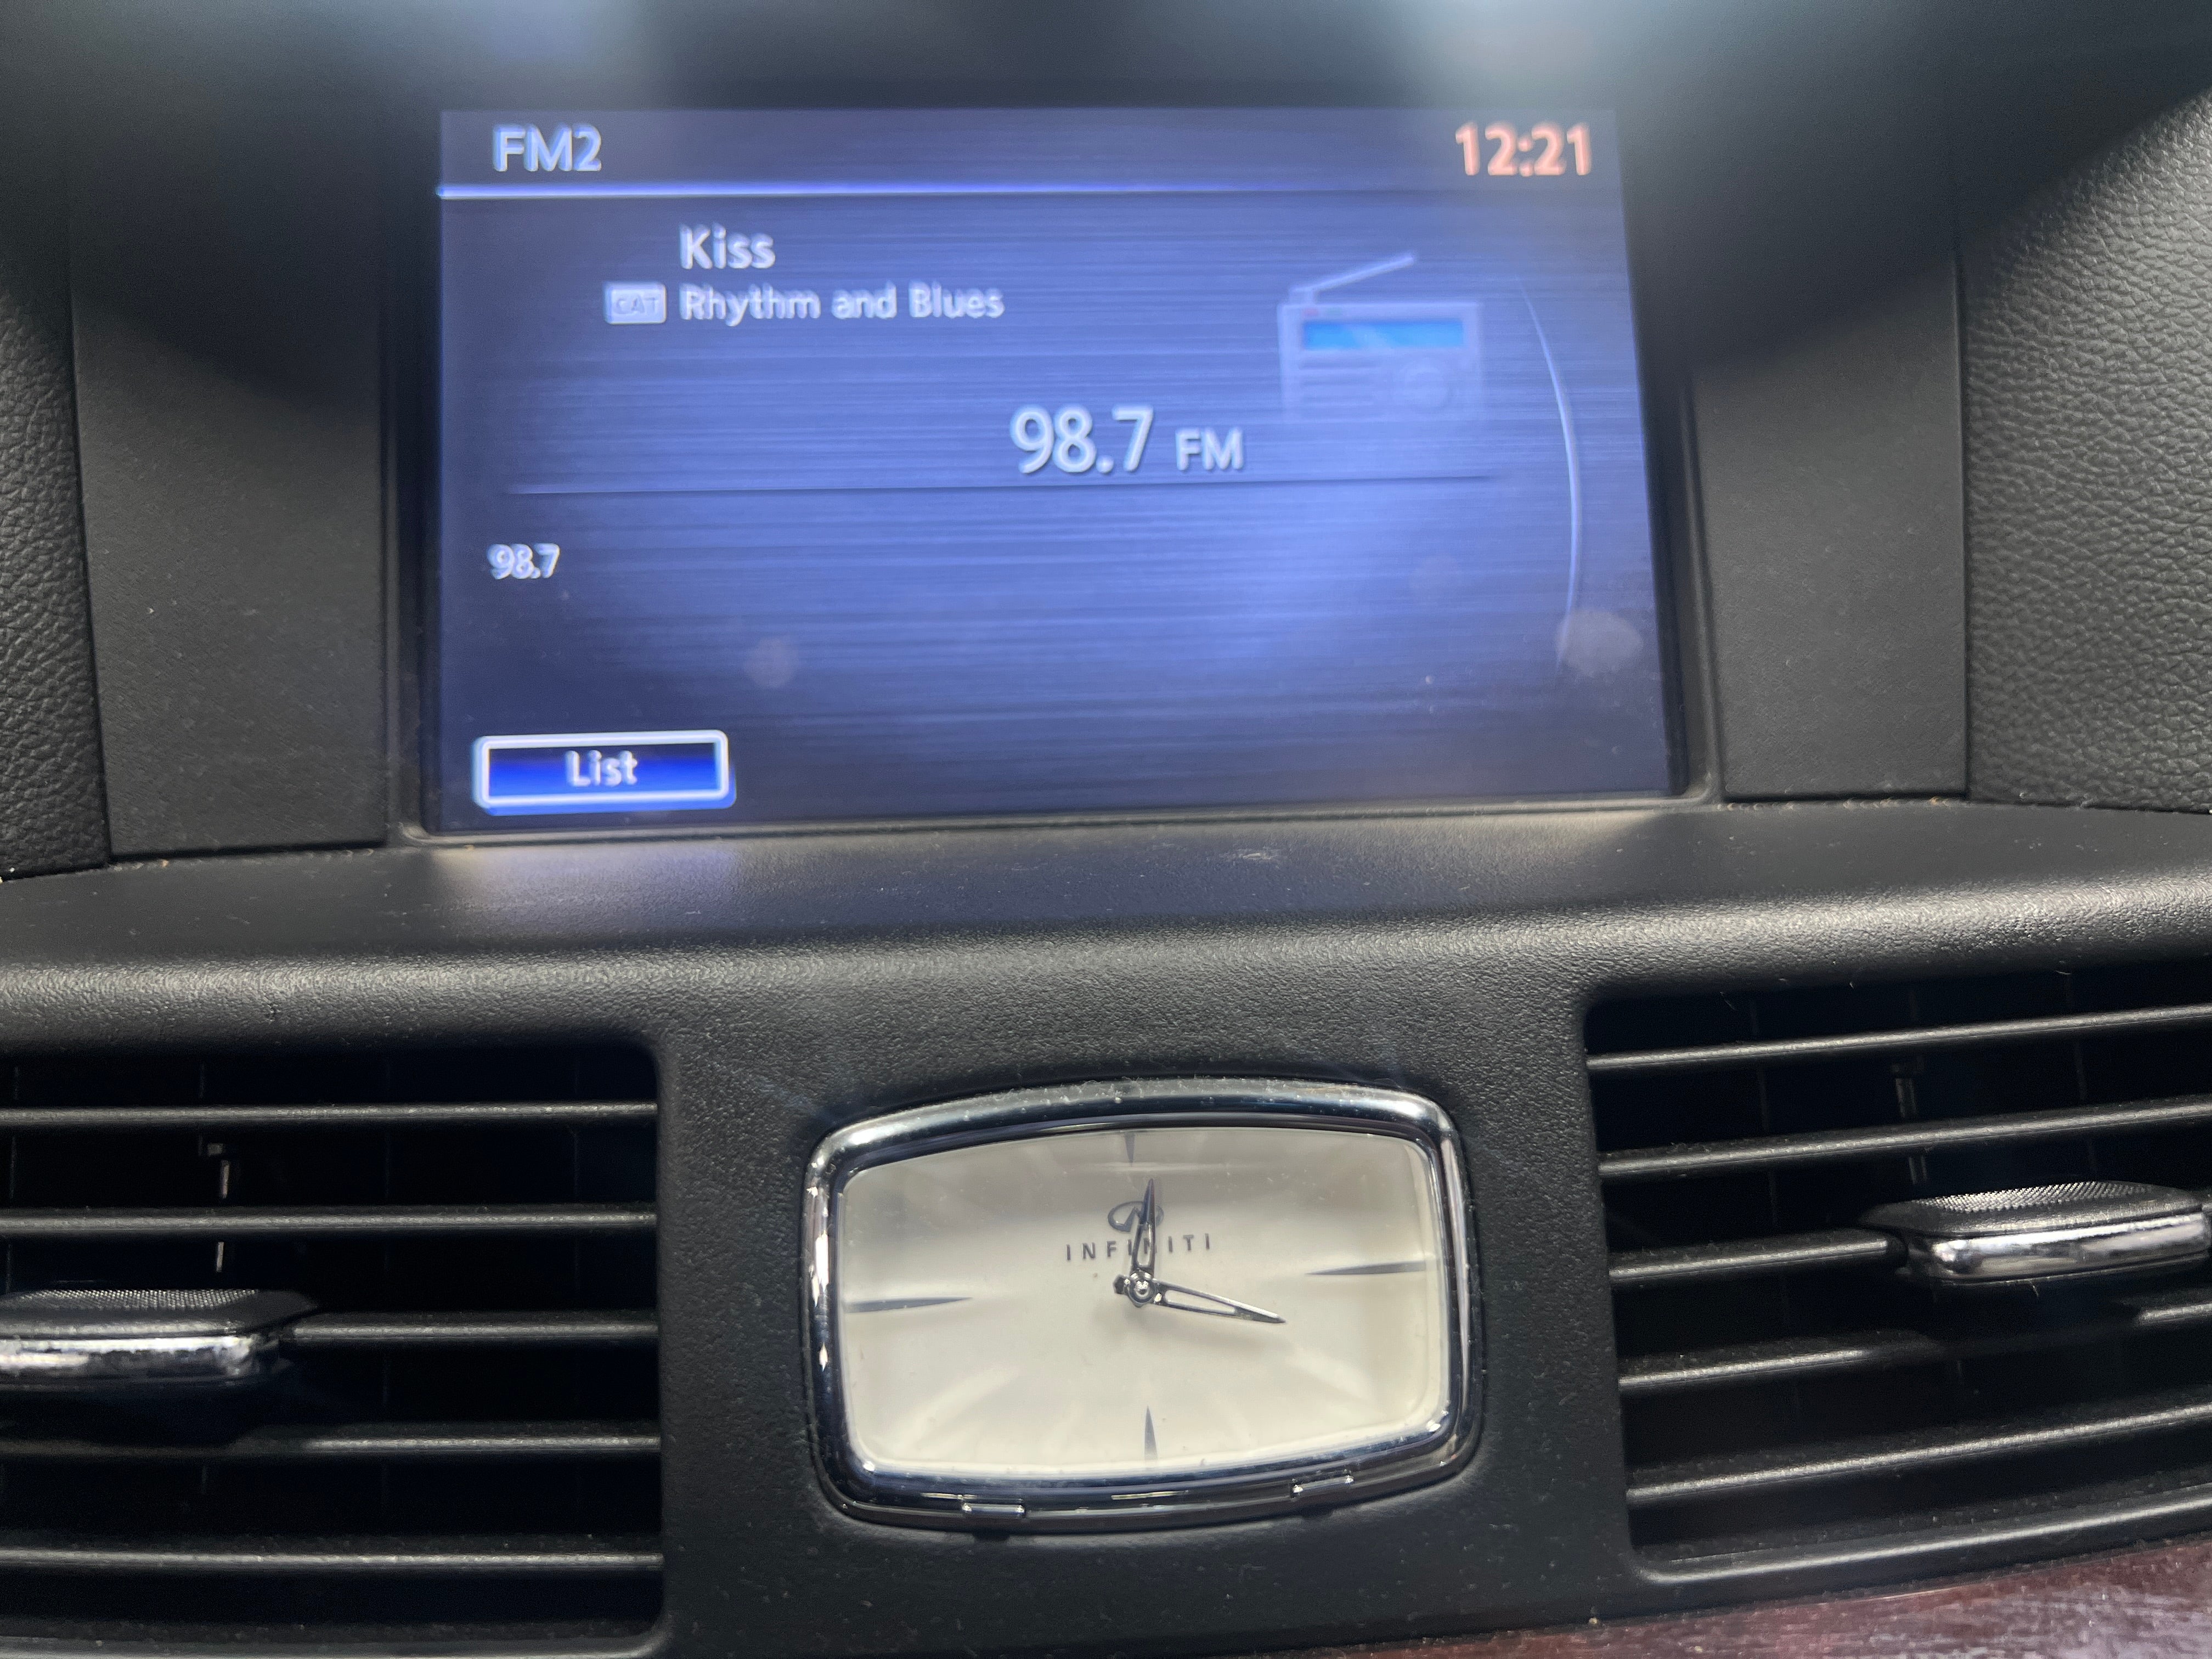 FM2
12:21
Kiss
CAT Rhythm and Blues
98.7 FM
98.7
List
INFINITI